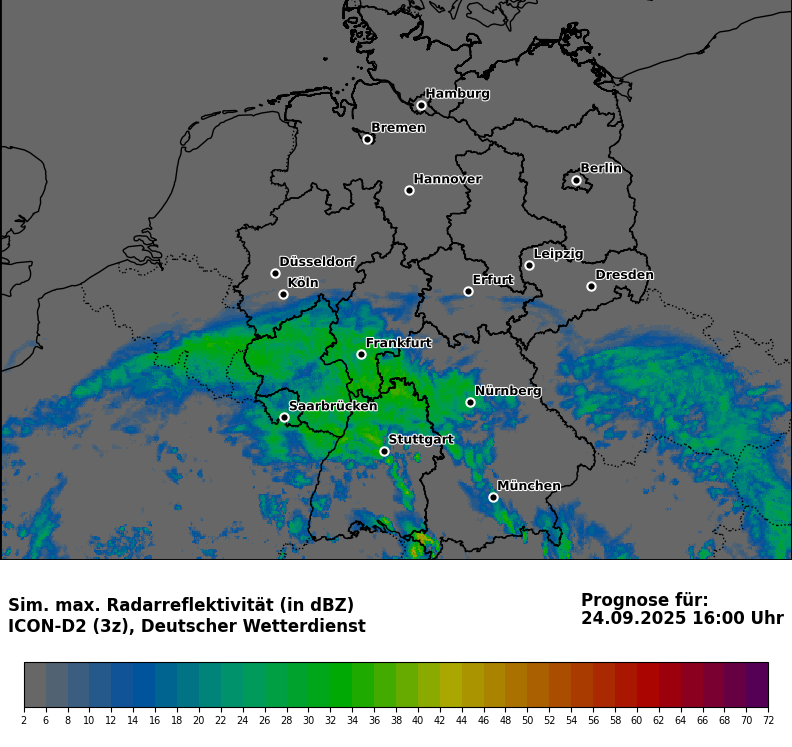 Hamburg
Bremen
Berlin
Hannover
Leipzig
Düsseldorf
Dresden
Köln
Erfurt
Frankfurt
Nürnberg
Saarbrücken
Stuttgart
München
Sim. max. Radarreflektivität (in dBZ)
ICON-D2 (3z), Deutscher Wetterdienst
Prognose für:
24.09.2025 16:00 Uhr
2 6 8 10 12 14 16 18 20 22 24 26 28 30 32 34 36 38 40 42 44 46 48 50 52 54 56 58 60 62 64 66 68 70 72